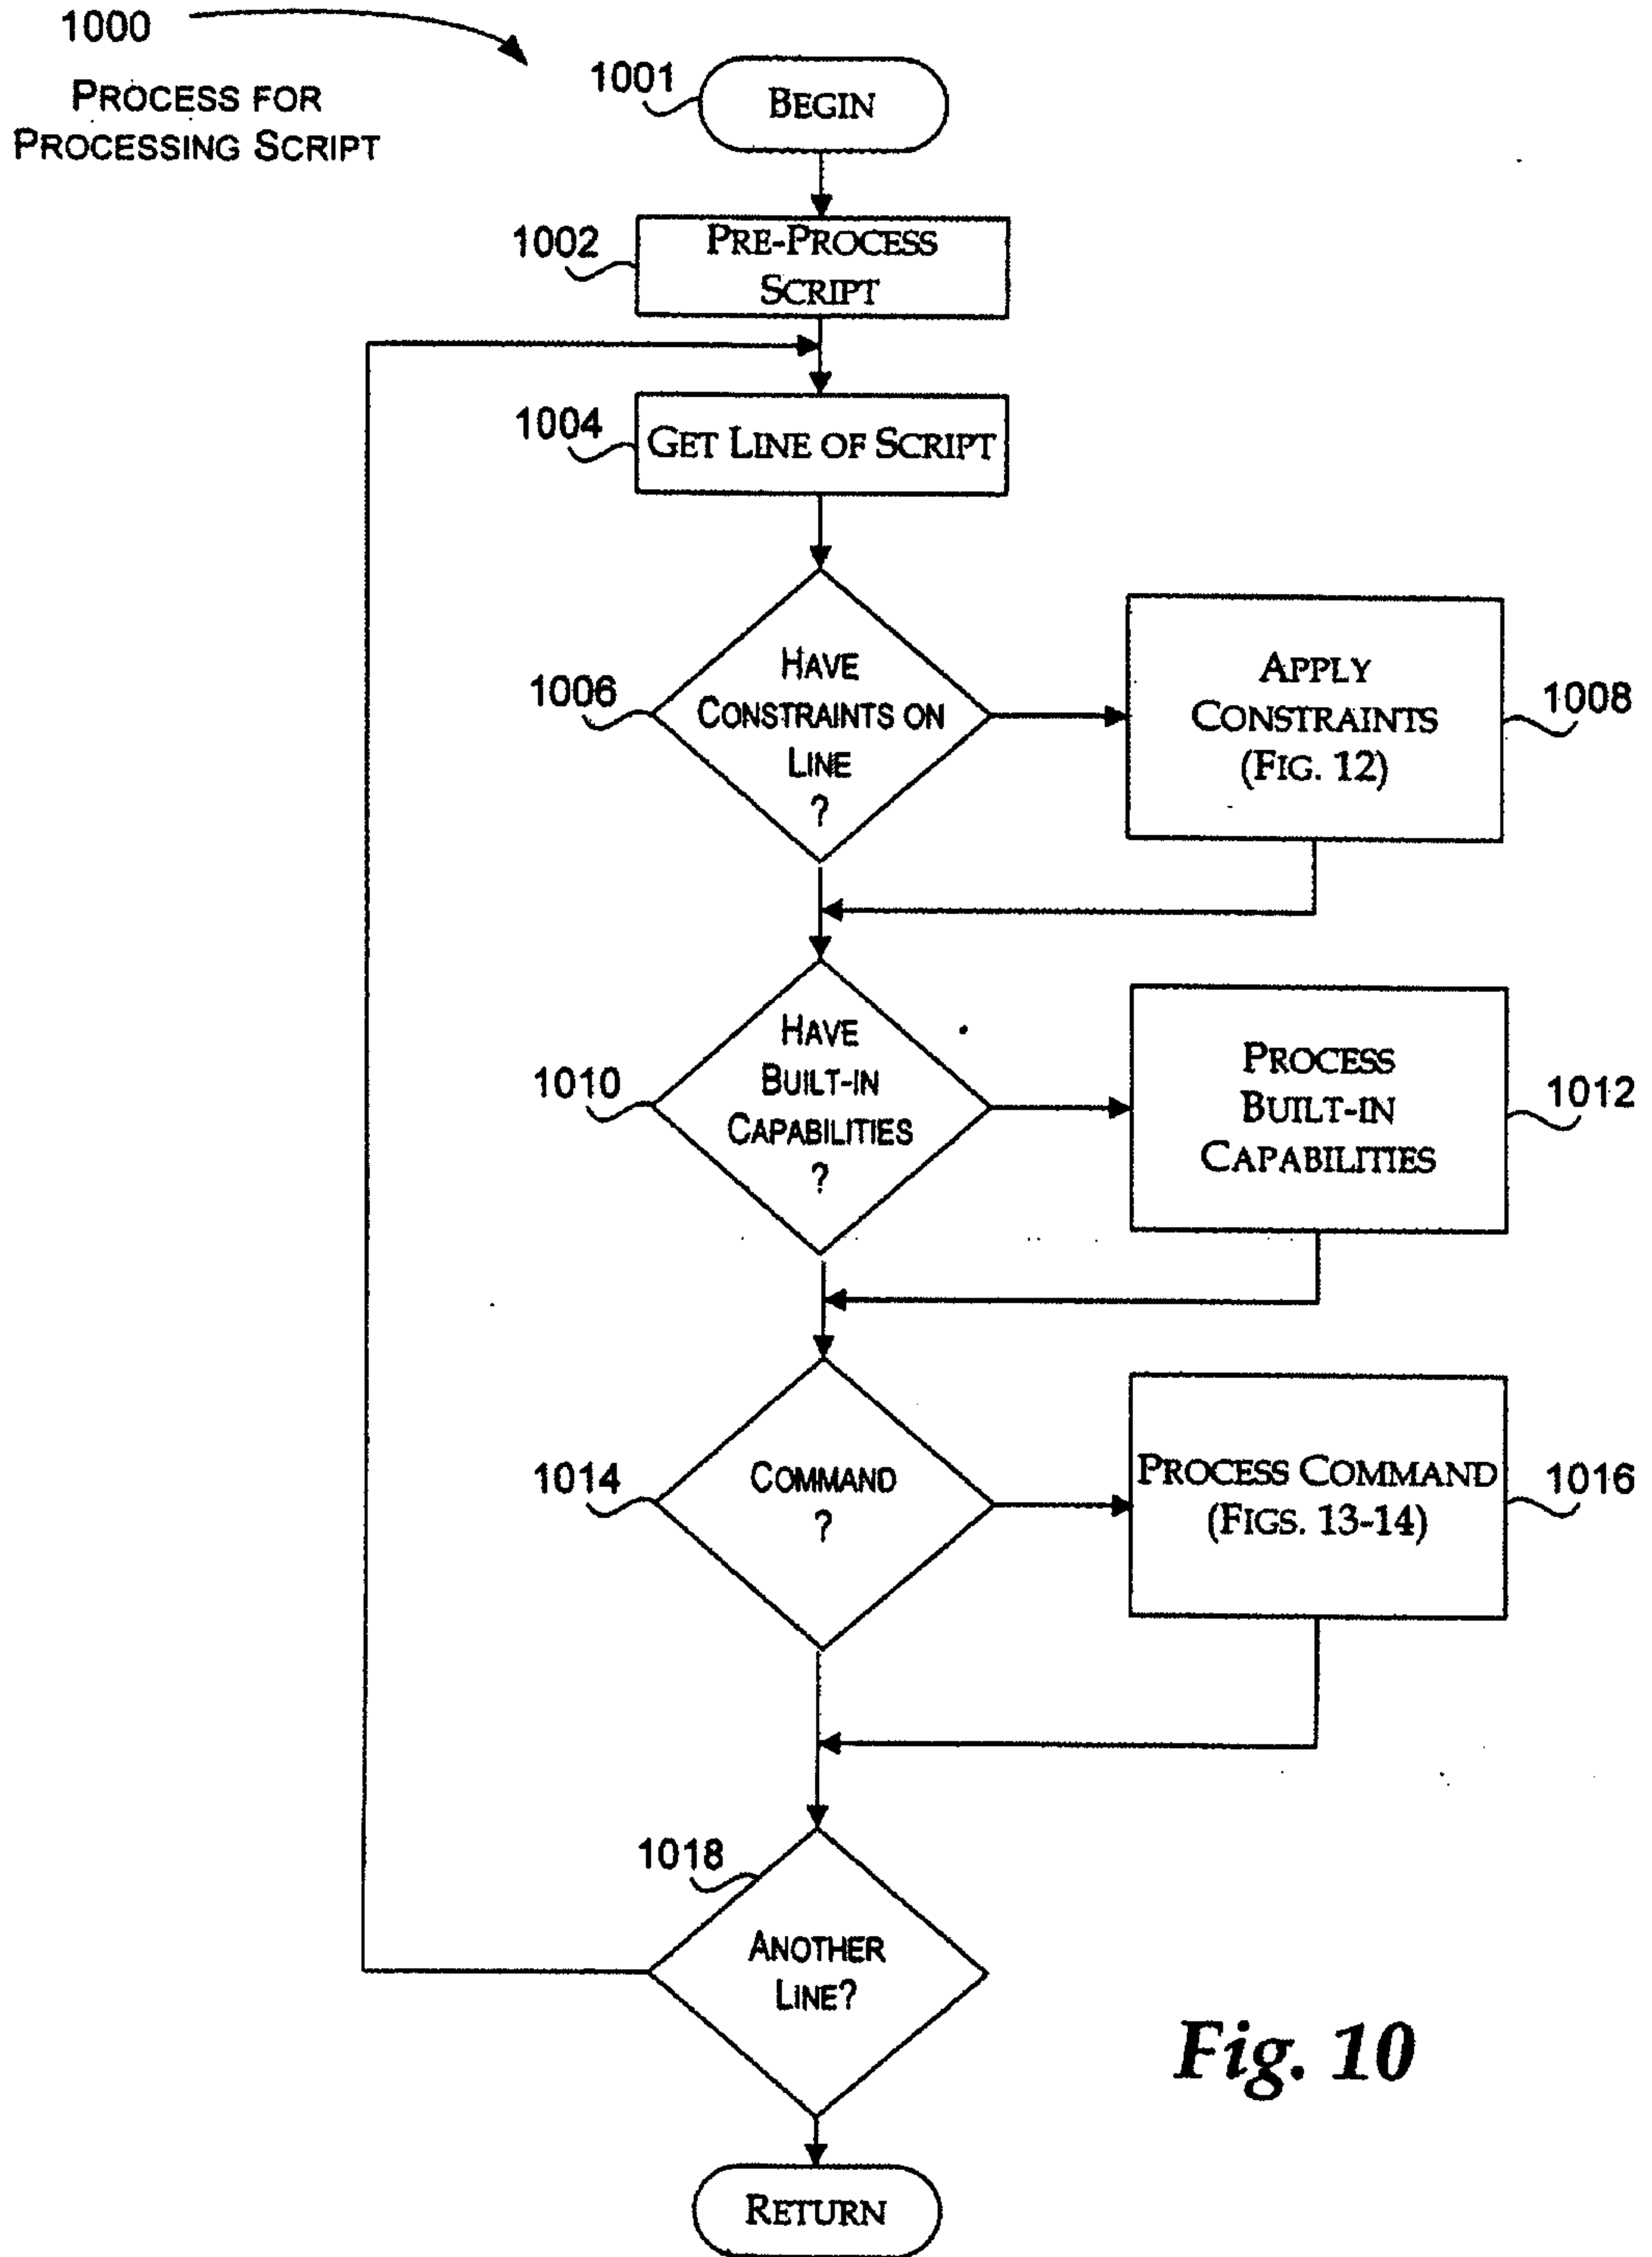 1000
PROCESS FOR
PROCESSING SCRIPT
1001
BEGIN
1002
PRE-PROCESS
SCRIPT
1004
GET LINE OF SCRIPT
1006
HAVE
CONSTRAINTS ON
LINE
?
APPLY
CONSTRAINTS
(FIG. 12)
1008
1010
HAVE
BUILT-IN
CAPABILITIES
?
PROCESS
BUILT-IN
CAPABILITIES
1012
1014
COMMAND
?
PROCESS COMMAND
(FIGS. 13-14)
1016
1018
ANOTHER
LINE?
Fig. 10
RETURN